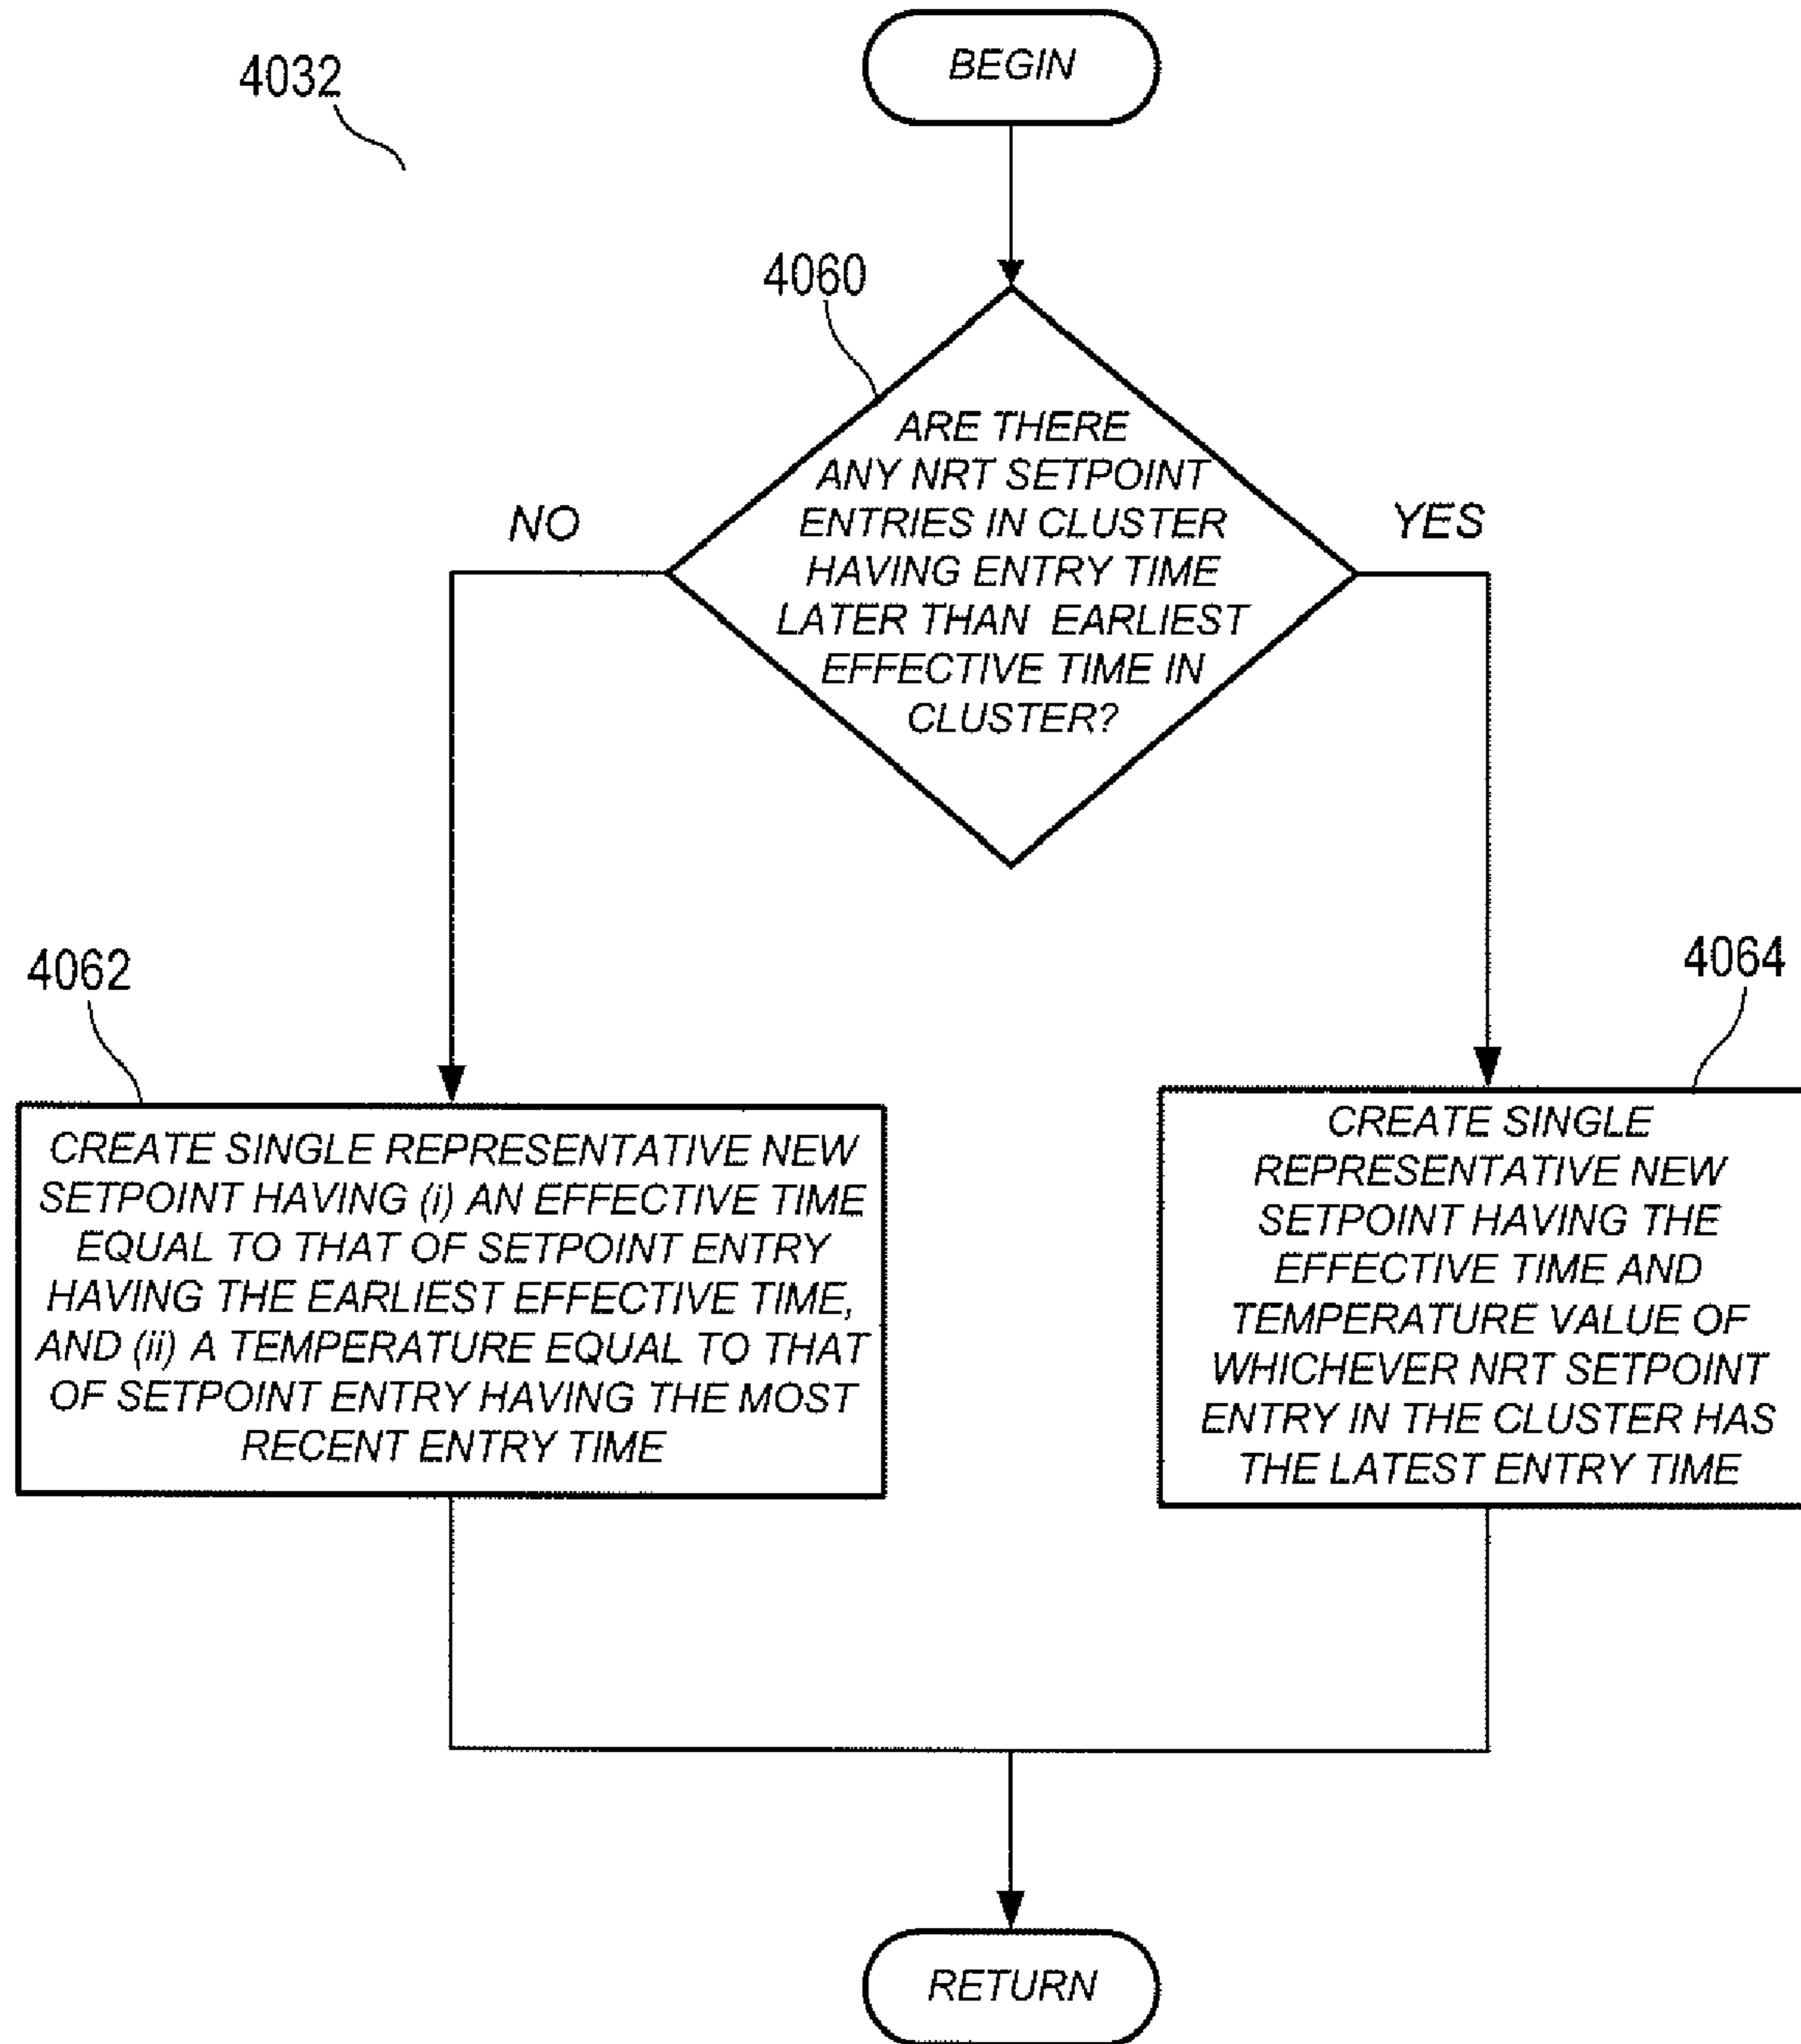 4032
BEGIN
4060
ARE THERE
ANY NRT SETPOINT
ENTRIES IN CLUSTER
HAVING ENTRY TIME
LATER THAN EARLIEST
EFFECTIVE TIME IN
CLUSTER?
NO
YES
4062
CREATE SINGLE REPRESENTATIVE NEW
SETPOINT HAVING (i) AN EFFECTIVE TIME
EQUAL TO THAT OF SETPOINT ENTRY
HAVING THE EARLIEST EFFECTIVE TIME,
AND (ii) A TEMPERATURE EQUAL TO THAT
OF SETPOINT ENTRY HAVING THE MOST
RECENT ENTRY TIME
4064
CREATE SINGLE
REPRESENTATIVE NEW
SETPOINT HAVING THE
EFFECTIVE TIME AND
TEMPERATURE VALUE OF
WHICHEVER NRT SETPOINT
ENTRY IN THE CLUSTER HAS
THE LATEST ENTRY TIME
RETURN